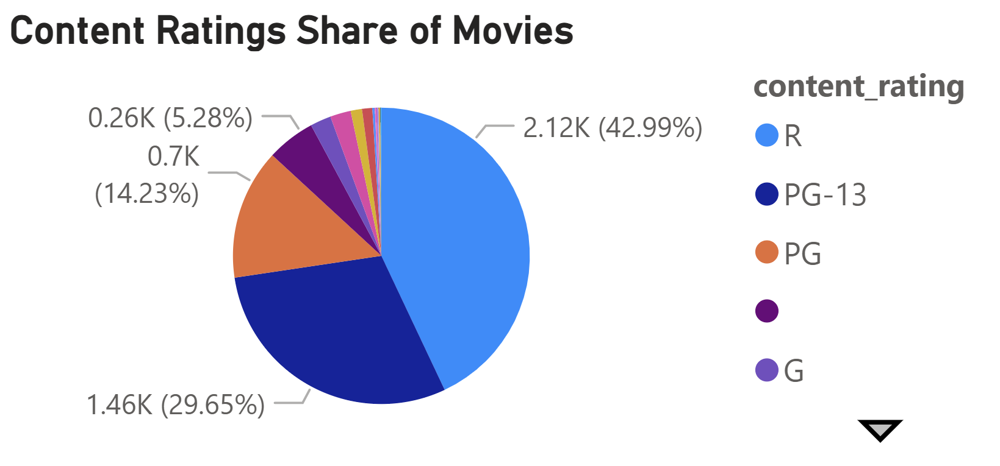 Content Ratings Share of Movies
content_rating
R
PG-13
PG
G
0.26K (5.28%)
0.7K
(14.23%)
1.46K (29.65%)
2.12K (42.99%)